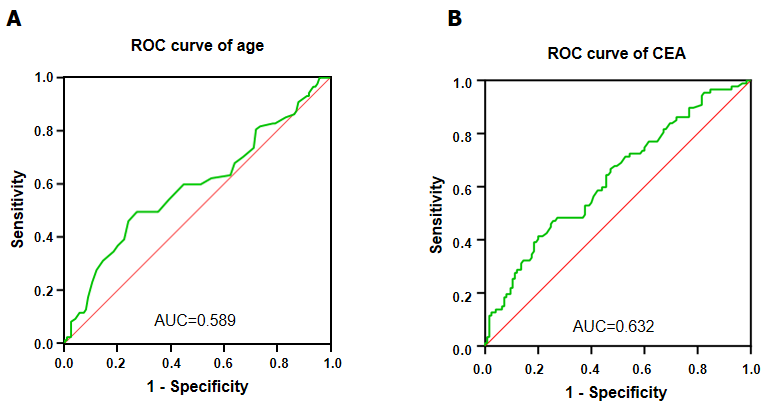 A
ROC curve of age
1.0
0.8
0.6
0.4
0.2
0.0
Sensitivity
AUC=0.589
0.0 0.2 0.4 0.6 0.8 1.0
1 - Specificity
B
ROC curve of CEA
1.0
0.8
0.6
0.4
0.2
0.0
Sensitivity
AUC=0.632
0.0 0.2 0.4 0.6 0.8 1.0
1 - Specificity